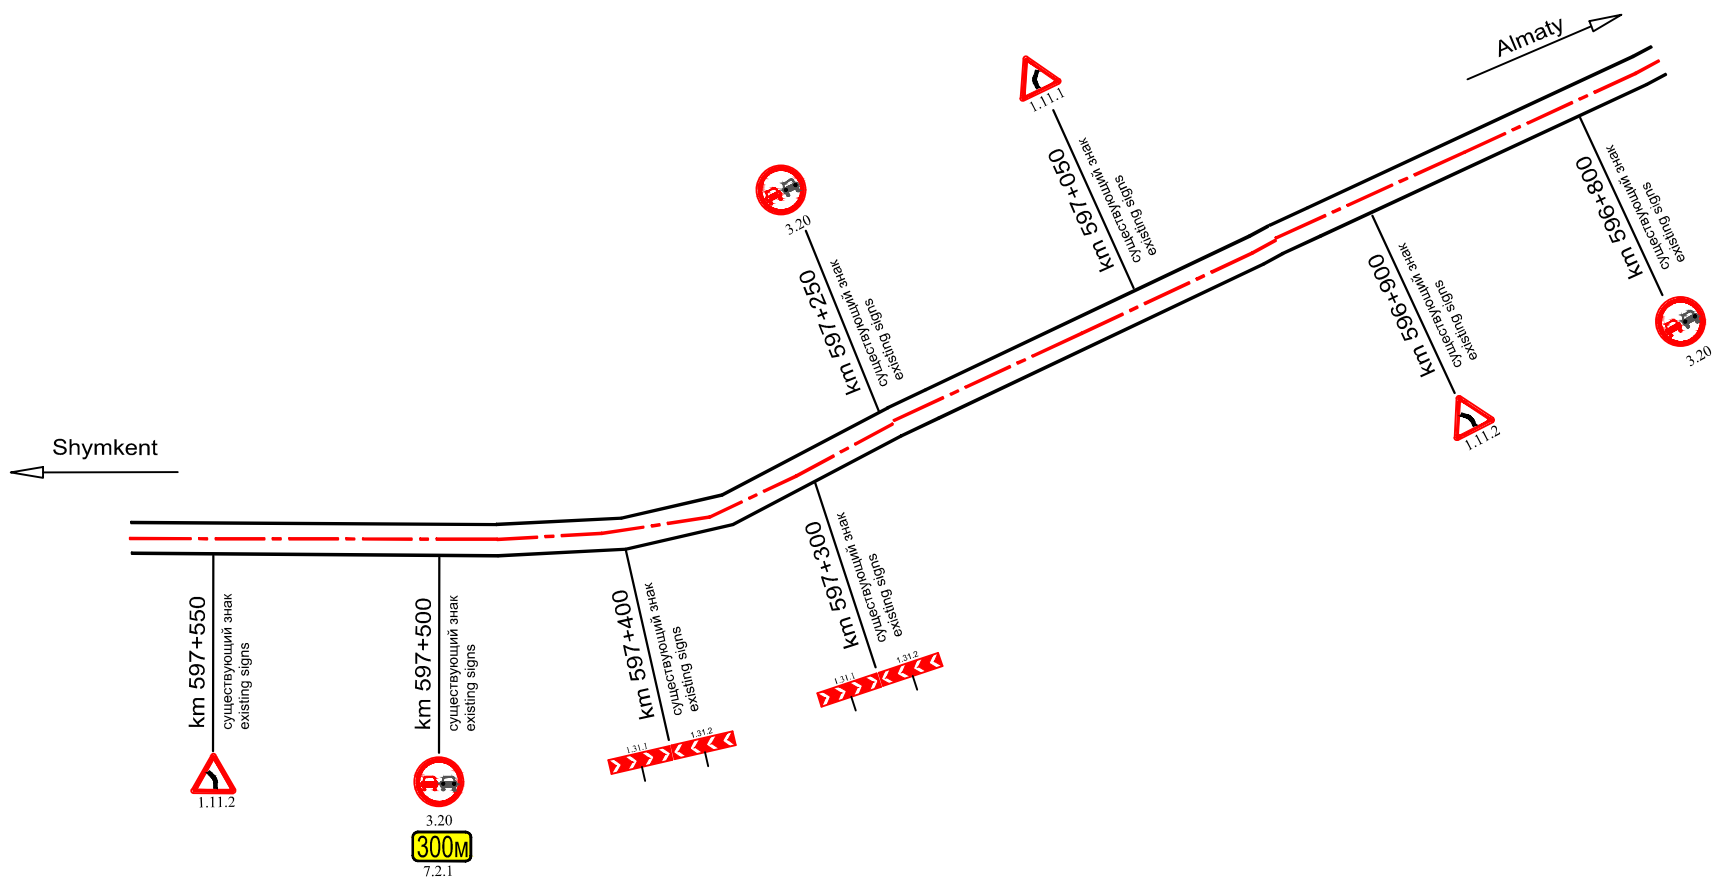 Almaty
1.11.1
km 597+050
существующий знак
existing signs
3.20
km 597+250
существующий знак
existing signs
km 596+800
существующий знак
existing signs
3.20
km 596+900
существующий знак
existing signs
1.11.2
Shymkent
km 597+550
существующий знак
existing signs
1.11.2
km 597+500
существующий знак
existing signs
3.20
300м
7.2.1
km 597+400
существующий знак
existing signs
1.31.1
1.31.2
km 597+300
существующий знак
existing signs
1.31.1
1.31.2